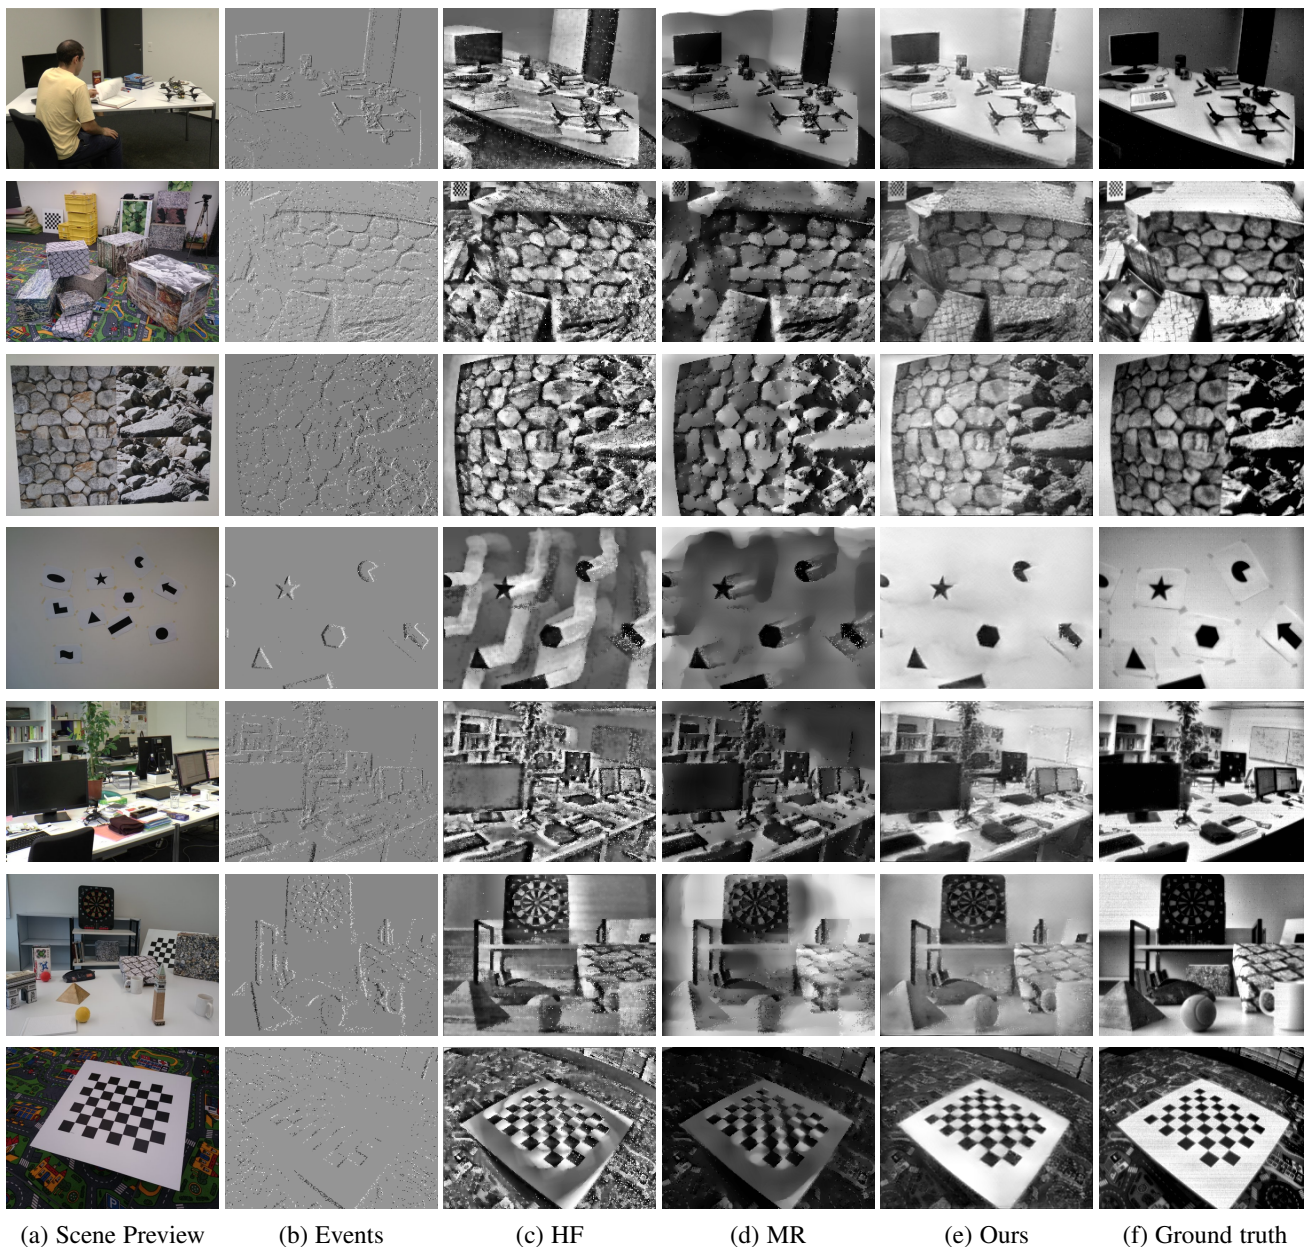 (a) Scene Preview
(b) Events
(c) HF
(d) MR
(e) Ours
(f) Ground truth